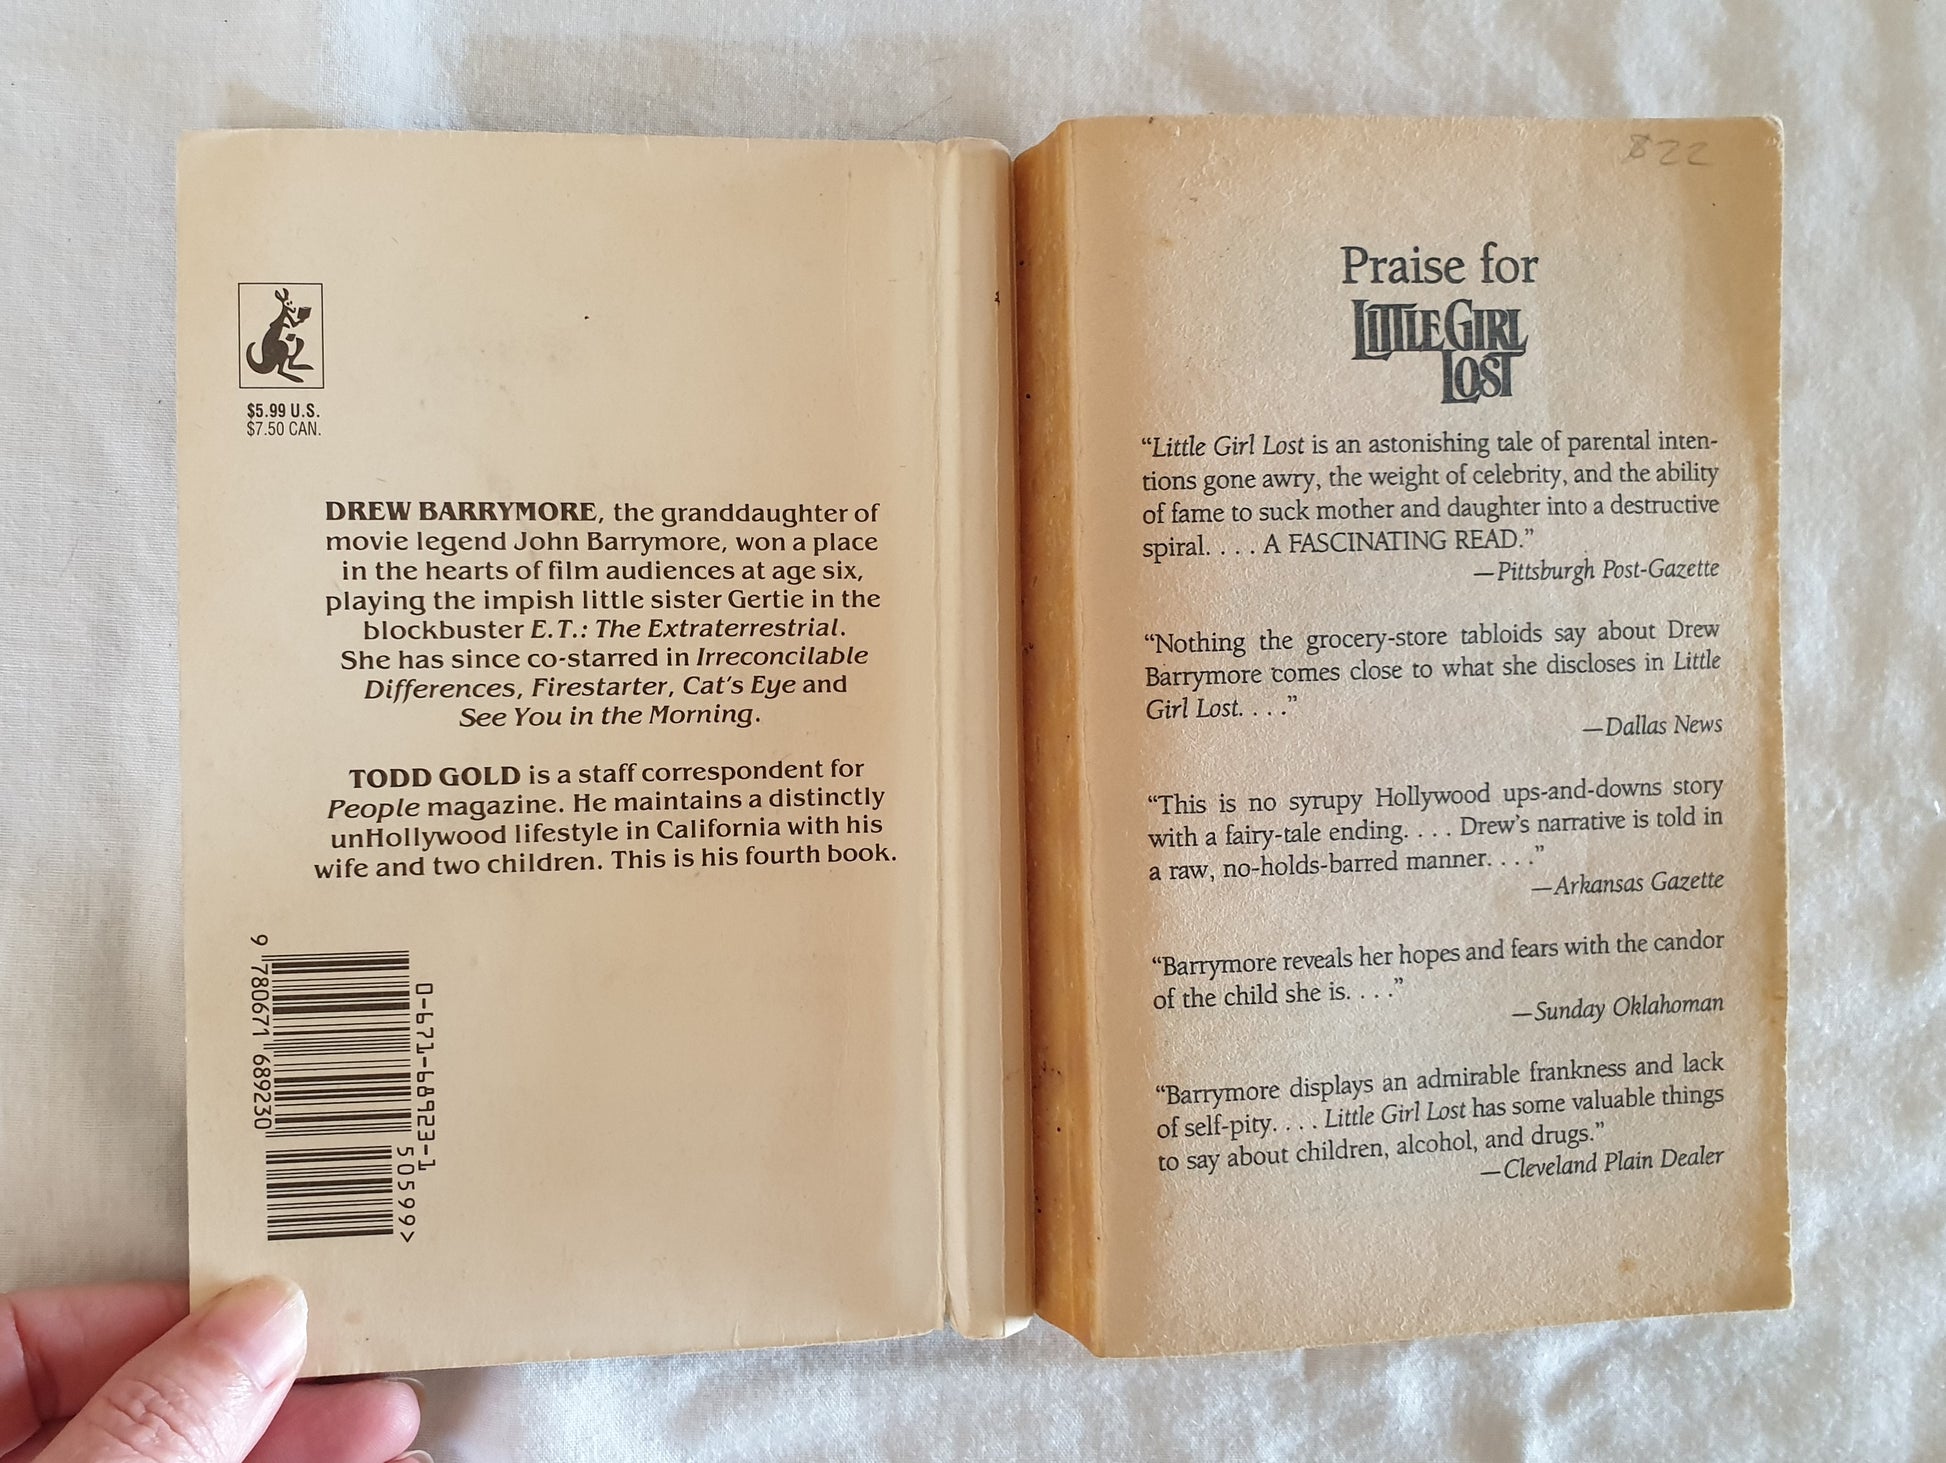 $5.99 U.S.
$7.50 CAN.
DREW BARRYMORE, the granddaughter of
movie legend John Barrymore, won a place
in the hearts of film audiences at age six,
playing the impish little sister Gertie in the
blockbuster E.T.: The Extraterrestrial.
She has since co-starred in Irreconcilable
Differences, Firestarter, Cat's Eye and
See You in the Morning.
TODD GOLD is a staff correspondent for
People magazine. He maintains a distinctly
unHollywood lifestyle in California with his
wife and two children. This is his fourth book.
0-671-68923-1
50599>
9 780671 689230
$22
Praise for
LITTLE GIRL
LOST
“Little Girl Lost is an astonishing tale of parental inten-
tions gone awry, the weight of celebrity, and the ability
of fame to suck mother and daughter into a destructive
spiral. . . . A FASCINATING READ.”
—Pittsburgh Post-Gazette
“Nothing the grocery-store tabloids say about Drew
Barrymore comes close to what she discloses in Little
Girl Lost. . . .”
—Dallas News
“This is no syrupy Hollywood ups-and-downs story
with a fairy-tale ending. . . . Drew’s narrative is told in
a raw, no-holds-barred manner. . . .”
—Arkansas Gazette
“Barrymore reveals her hopes and fears with the candor
of the child she is. . . .”
—Sunday Oklahoman
“Barrymore displays an admirable frankness and lack
of self-pity. . . . Little Girl Lost has some valuable things
to say about children, alcohol, and drugs.”
—Cleveland Plain Dealer